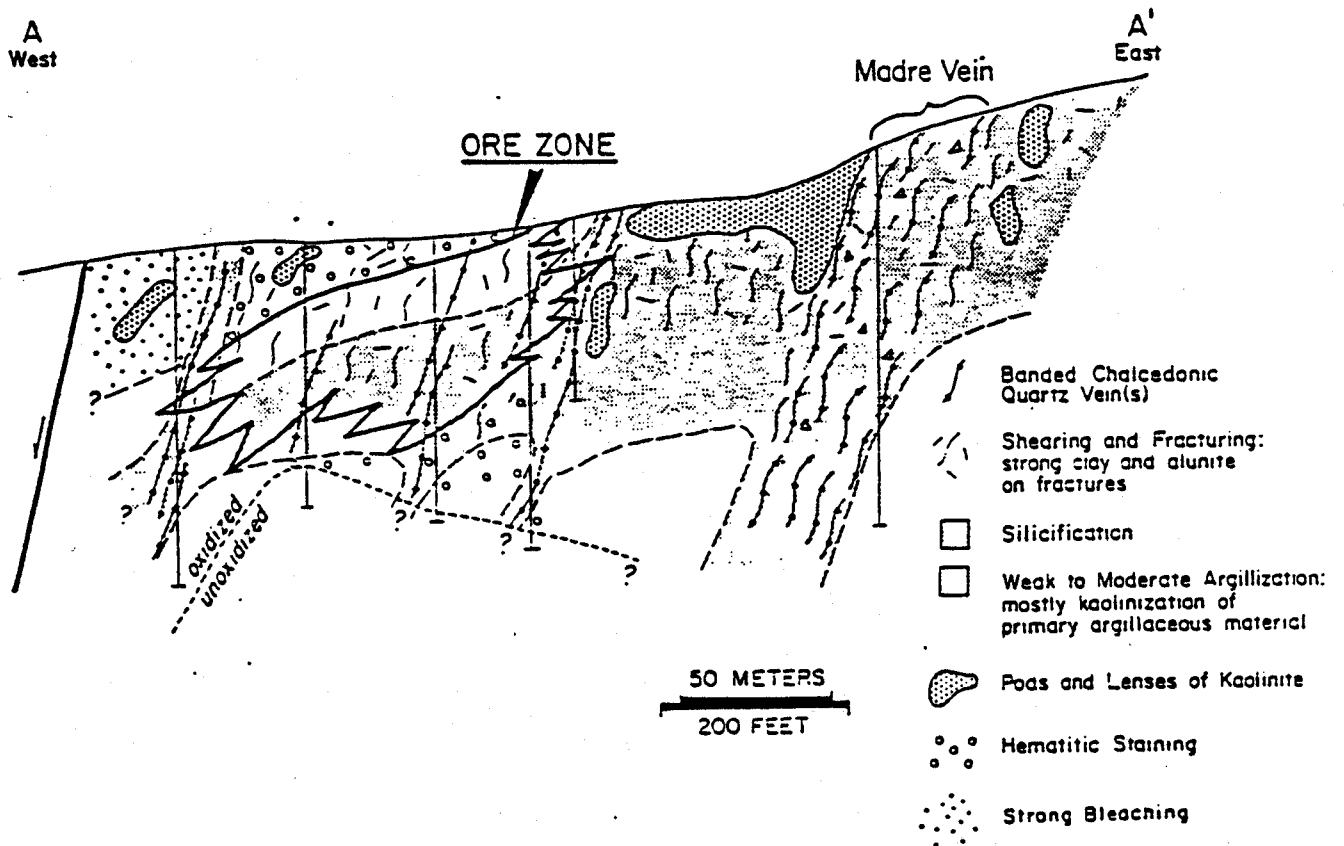 A
West
A'
East
Madre Vein
ORE ZONE
?
?
?
?
?
oxidized
unoxidized
50 METERS
200 FEET
Banded Chalcedonic
Quartz Vein(s)
Shearing and Fracturing:
strong clay and alunite
on fractures
Silicification
Weak to Moderate Argillization:
mostly kaolinization of
primary argillaceous material
Pods and Lenses of Kaolinite
Hematitic Staining
Strong Bleaching